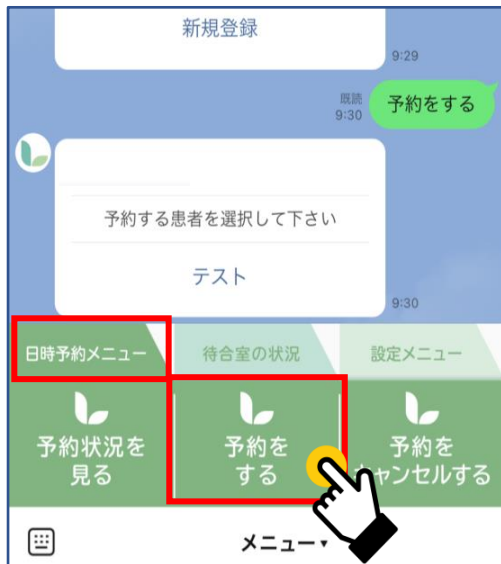 新規登録
9:29
既読
9:30
予約をする
予約する患者を選択して下さい
テスト
9:30
日時予約メニュー
待合室の状況
設定メニュー
予約状況を
見る
予約を
する
予約を
ャンセルする
メニュー▾